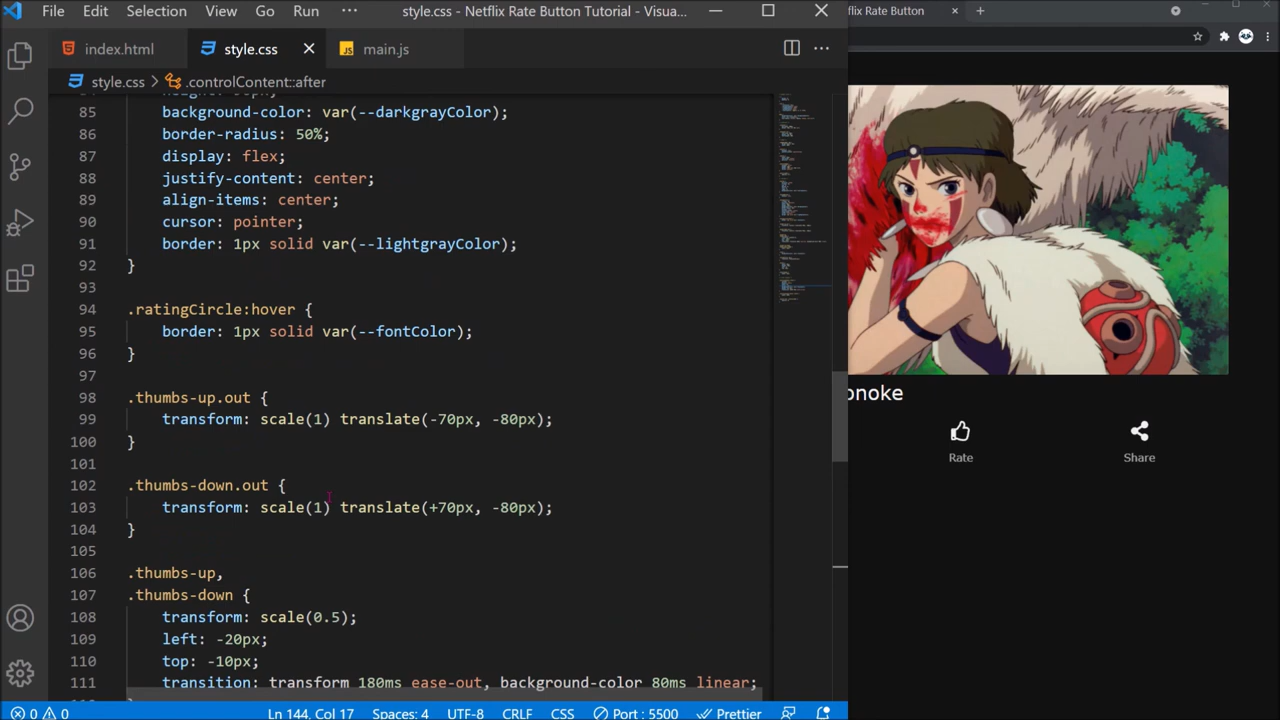 File Edit Selection View Go Run ··· style.css - Netflix Rate Button Tutorial - Visua...
flix Rate Button
index.html style.css main.js
style.css > .controlContent::after
85 background-color: var(--darkgrayColor);
86 border-radius: 50%;
87 display: flex;
88 justify-content: center;
89 align-items: center;
90 cursor: pointer;
91 border: 1px solid var(--lightgrayColor);
92 }
93
94 .ratingCircle:hover {
95 border: 1px solid var(--fontColor);
96 }
97
98 .thumbs-up.out {
99 transform: scale(1) translate(-70px, -80px);
100 }
101
102 .thumbs-down.out {
103 transform: scale(1) translate(+70px, -80px);
104 }
105
106 .thumbs-up,
107 .thumbs-down {
108 transform: scale(0.5);
109 left: -20px;
110 top: -10px;
111 transition: transform 180ms ease-out, background-color 80ms linear;
onoke
Rate Share
0 0 Ln 144, Col 17 Spaces: 4 UTF-8 CRLF CSS Port : 5500 Prettier